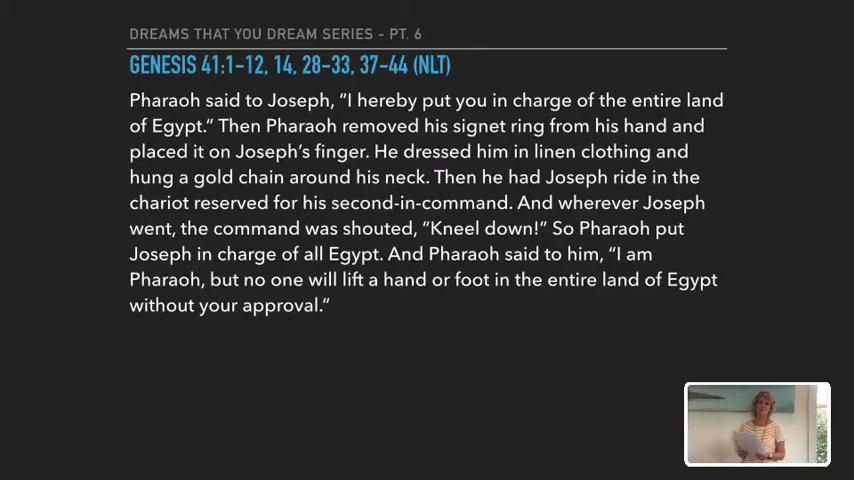 DREAMS THAT YOU DREAM SERIES - PT. 6
GENESIS 41:1–12, 14, 28–33, 37–44 (NLT)
Pharaoh said to Joseph, “I hereby put you in charge of the entire land
of Egypt.” Then Pharaoh removed his signet ring from his hand and
placed it on Joseph’s finger. He dressed him in linen clothing and
hung a gold chain around his neck. Then he had Joseph ride in the
chariot reserved for his second-in-command. And wherever Joseph
went, the command was shouted, “Kneel down!” So Pharaoh put
Joseph in charge of all Egypt. And Pharaoh said to him, “I am
Pharaoh, but no one will lift a hand or foot in the entire land of Egypt
without your approval.”